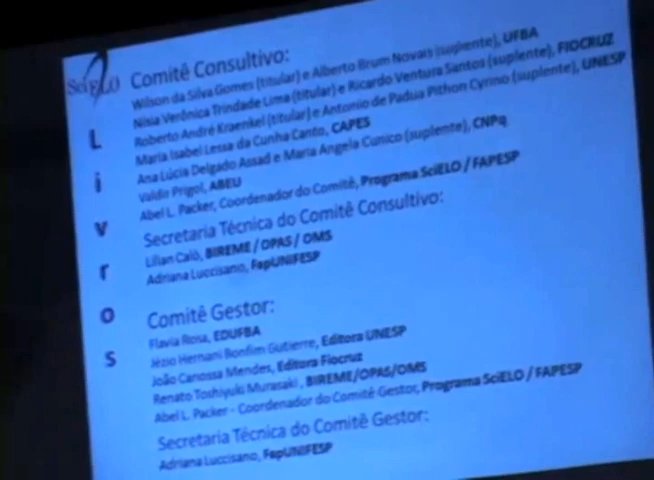 SciELO
Livros
Comitê Consultivo:
Wilson da Silva Gomes (titular) e Alberto Brum Novais (suplente), UFBA
Nísia Verônica Trindade Lima (titular) e Ricardo Ventura Santos (suplente), FIOCRUZ
Roberto André Kraenkel (titular) e Antonio de Padua Pithon Cyrino (suplente), UNESP
Maria Isabel Lessa da Cunha Canto, CAPES
Ana Lúcia Delgado Assad e Maria Angela Cunico (suplente), CNPq
Valdir Prigol, ABEU
Abel L. Packer, Coordenador do Comitê, Programa SciELO / FAPESP
Secretaria Técnica do Comitê Consultivo:
Lilian Caló, BIREME / OPAS / OMS
Adriana Luccisano, FapUNIFESP
Comitê Gestor:
Flavia Rosa, EDUFBA
Jézio Hernani Bonfim Gutierre, Editora UNESP
João Canossa Mendes, Editora Fiocruz
Renato Toshiyuki Murasaki , BIREME/OPAS/OMS
Abel L. Packer - Coordenador do Comitê Gestor, Programa SciELO / FAPESP
Secretaria Técnica do Comitê Gestor:
Adriana Luccisano, FapUNIFESP